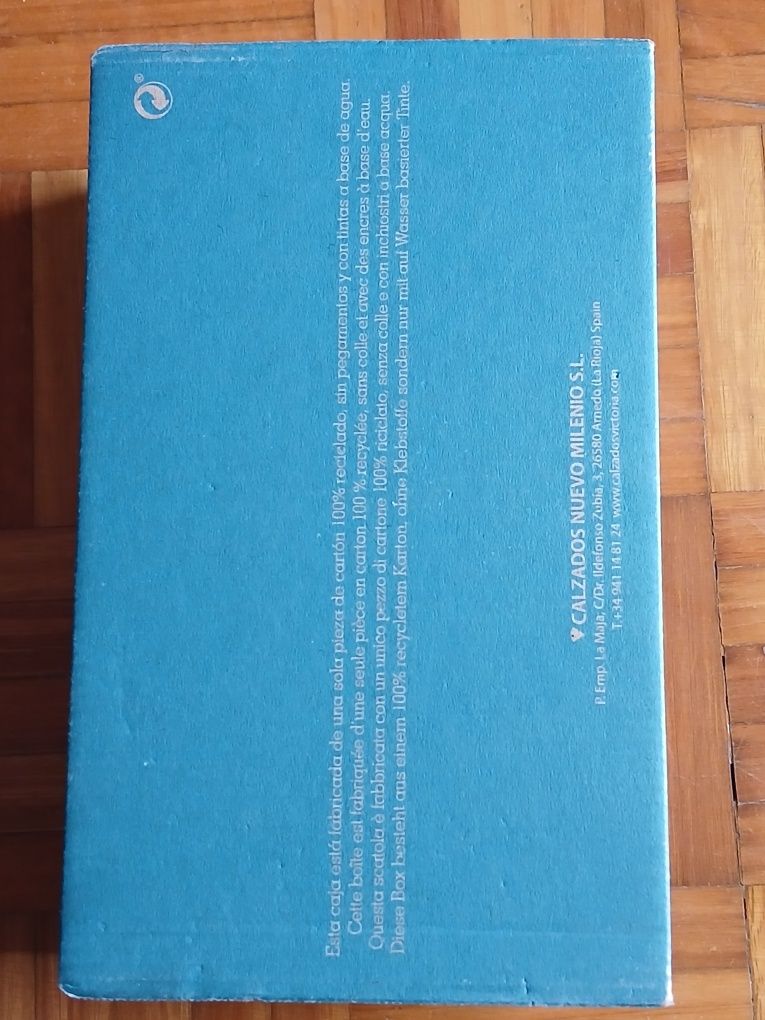 Esta caja está fabricada de una sola pieza de cartón 100% reciclado, sin pegamentos y con tintas a base de agua.
Cette boîte est fabriquée d'une seule pièce en carton 100 % recyclée, sans colle et avec des encres à base d'eau.
Questa scatola è fabbricata con un unico pezzo di cartone 100% riciclato, senza colle e con inchiostri a base acqua.
Diese Box besteht aus einem 100% recycletem Karton, ohne Klebstoffe sondern nur mit auf Wasser basierter Tinte.
CALZADOS NUEVO MILENIO S.L.
P. Emp. La Maja, C/Dr. Ildefonso Zubía, 3, 26580 Arnedo (La Rioja) Spain
T.+34 941 14 81 24 www.calzadosvictoria.com